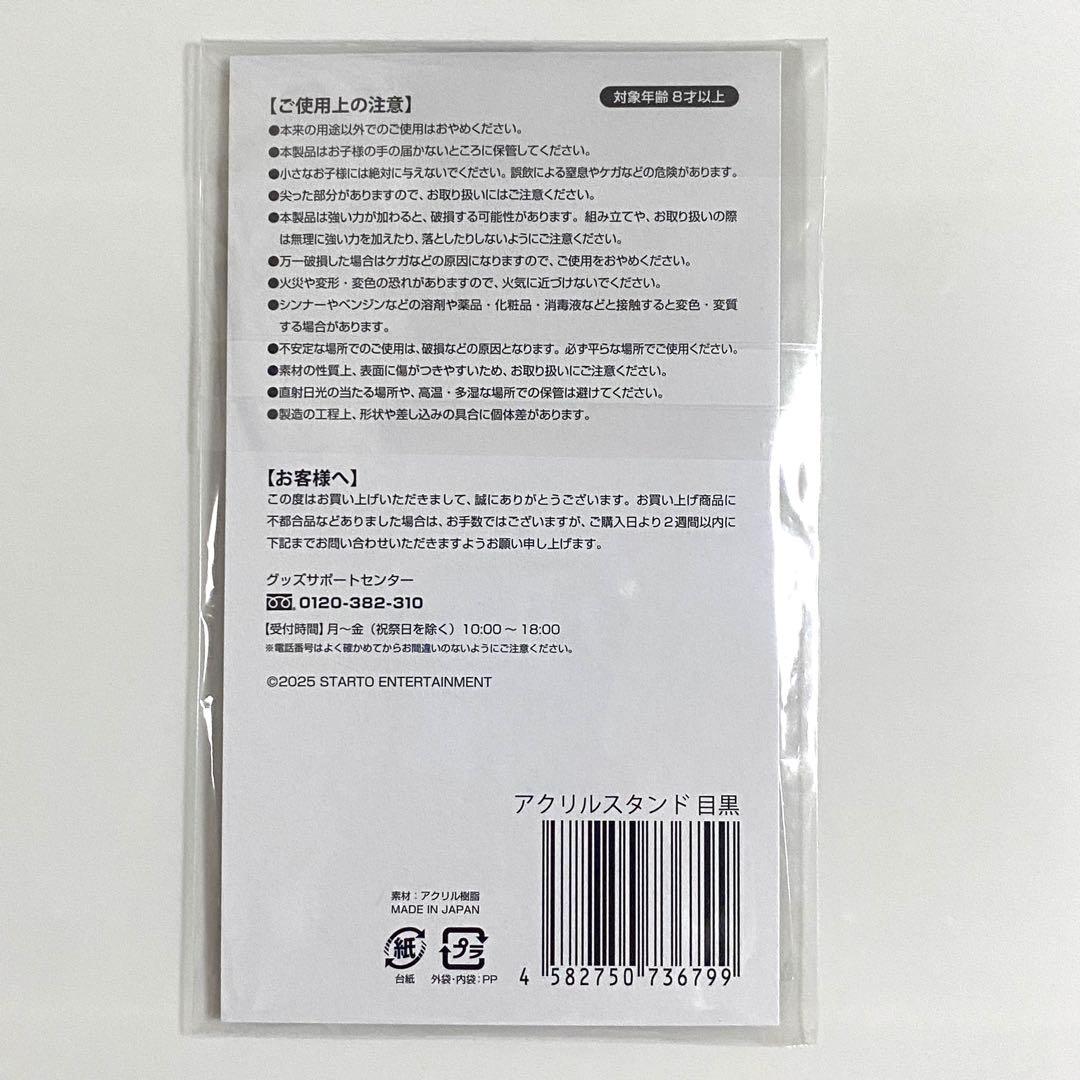 【ご使用上の注意】
対象年齢 8才以上
●本来の用途以外でのご使用はおやめください。
●本製品はお子様の手の届かないところに保管してください。
●小さなお子様には絶対に与えないでください。誤飲による窒息やケガなどの危険があります。
●尖った部分がありますので、お取り扱いにはご注意ください。
●本製品は強い力が加わると、破損する可能性があります。組み立てや、お取り扱いの際
は無理に強い力を加えたり、落としたりしないようにご注意ください。
●万一破損した場合はケガなどの原因になりますので、ご使用をおやめください。
●火災や変形・変色の恐れがありますので、火気に近づけないでください。
●シンナーやベンジンなどの溶剤や薬品・化粧品・消毒液などと接触すると変色・変質
する場合があります。
●不安定な場所でのご使用は、破損などの原因となります。必ず平らな場所でご使用ください。
●素材の性質上、表面に傷がつきやすいため、お取り扱いにはご注意ください。
●直射日光の当たる場所や、高温・多湿な場所での保管は避けてください。
●製造の工程上、形状や差し込みの具合に個体差があります。
【お客様へ】
この度はお買い上げいただきまして、誠にありがとうございます。お買い上げ商品に
不都合品などありました場合は、お手数ではございますが、ご購入日より2週間以内に
下記までお問い合わせいただきますようお願い申し上げます。
グッズサポートセンター
0120-382-310
【受付時間】月〜金（祝祭日を除く）10:00〜18:00
※電話番号はよく確かめてからお間違いのないようにご注意ください。
©2025 STARTO ENTERTAINMENT
アクリルスタンド 目黒
素材：アクリル樹脂
MADE IN JAPAN
紙
プラ
台紙
外袋・内袋：PP
4 582750 736799